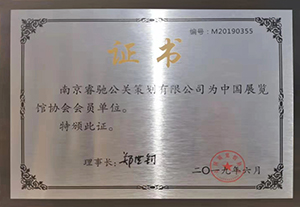 编号：M20190355
证书
南京睿驰公关策划有限公司为中国展览
馆协会会员单位。
特颁此证。
理事长：
二〇一九年六月